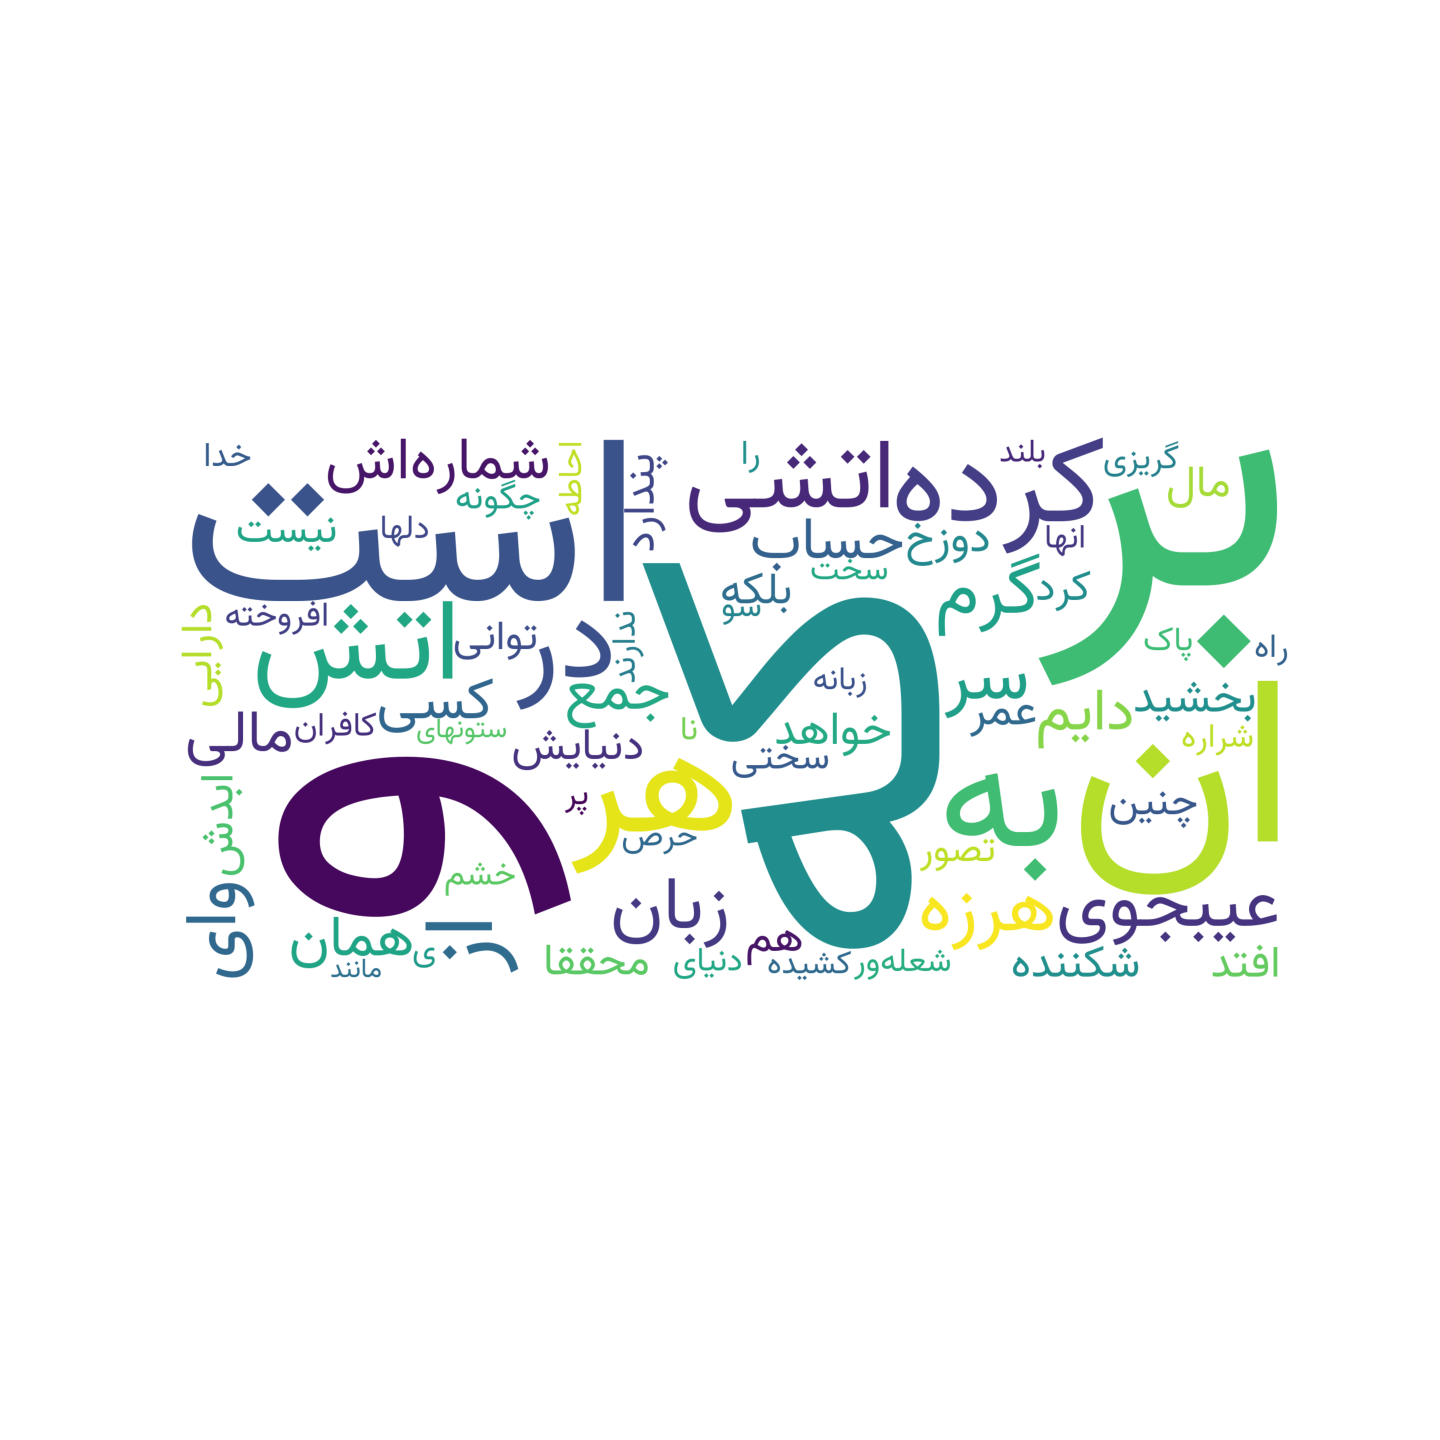 خدا
شماره‌اش
احاطه
است
پندارد
را
اتشی
کرده
بلند
گریزی
مال
بر
چگونه
نیست
دلها
حساب
دوزخ
انها
سخت
بلکه
سو
گرم
کرد
دارایی
افروخته
اتش
توانی
در
ندارند
که
پاک
راه
زبانه
سر
بخشید
جمع
کسی
عمر
دایم
مالی
کافران
ستونهای
نا
خواهد
شراره
دنیایش
سختی
ان
ابدش
و
پر
هر
حرص
به
چنین
تصور
خشم
وای
زبان
هرزه
عیبجوی
از
همان
ی
هم
مانند
محققا
دنیای
کشیده
شعله‌ور
شکننده
افتد